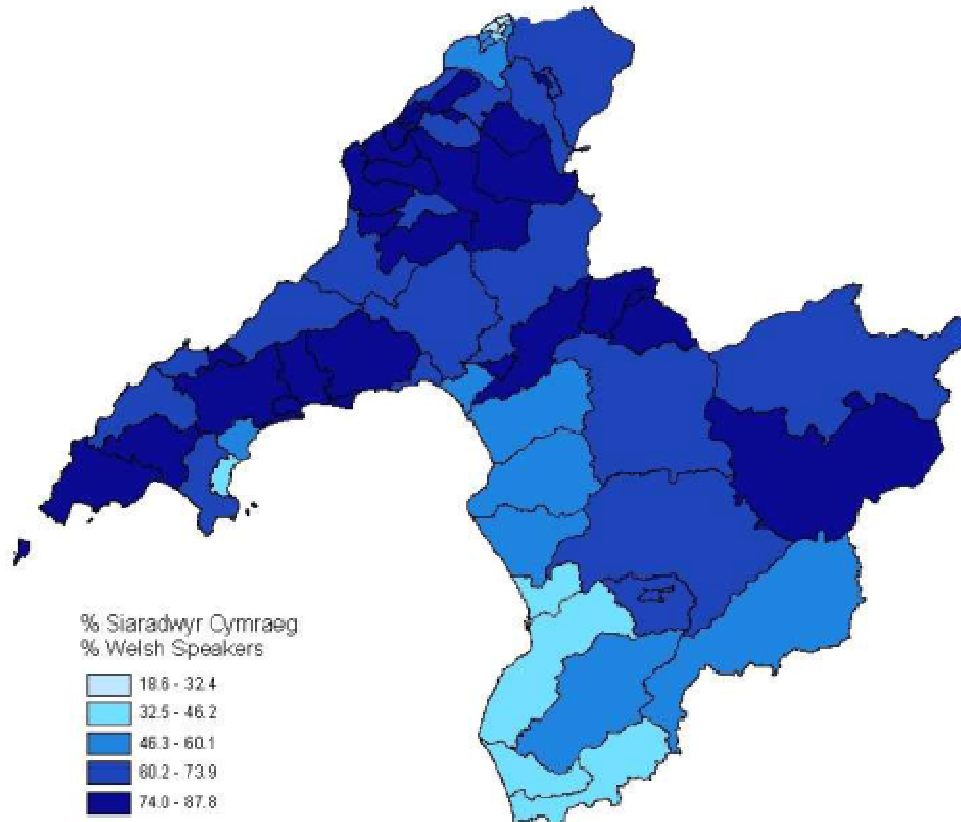 % Siaradwyr Cymraeg
% Welsh Speakers
18.6 - 32.4
32.5 - 46.2
46.3 - 60.1
60.2 - 73.9
74.0 - 87.8